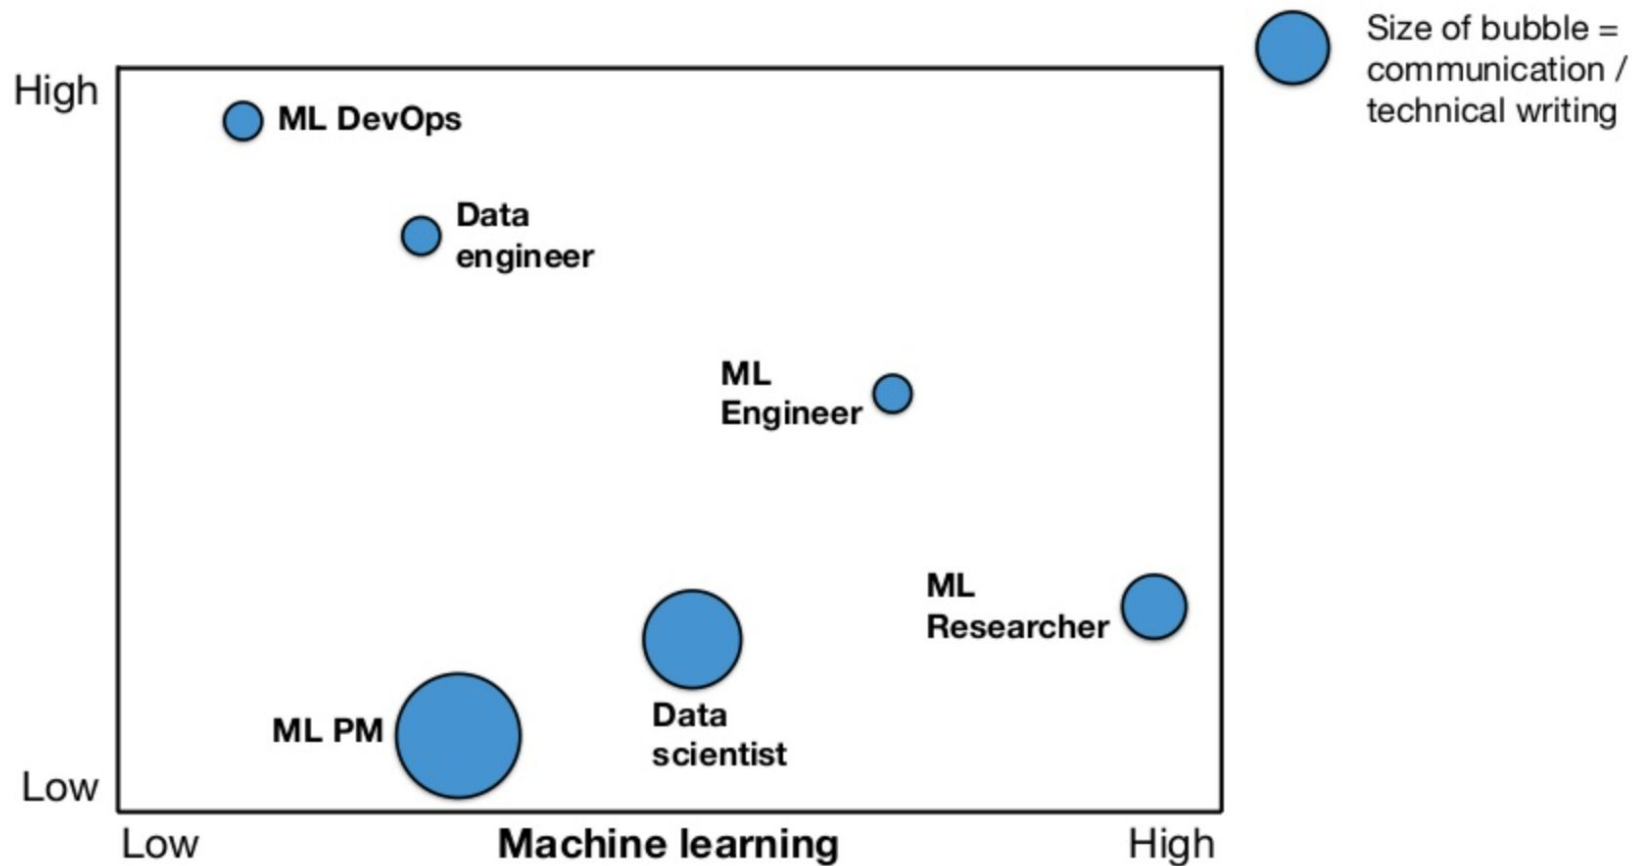 Size of bubble =
communication /
technical writing
High
ML DevOps
Data
engineer
ML
Engineer
ML
Researcher
ML PM
Data
scientist
Low
Low
Machine learning
High